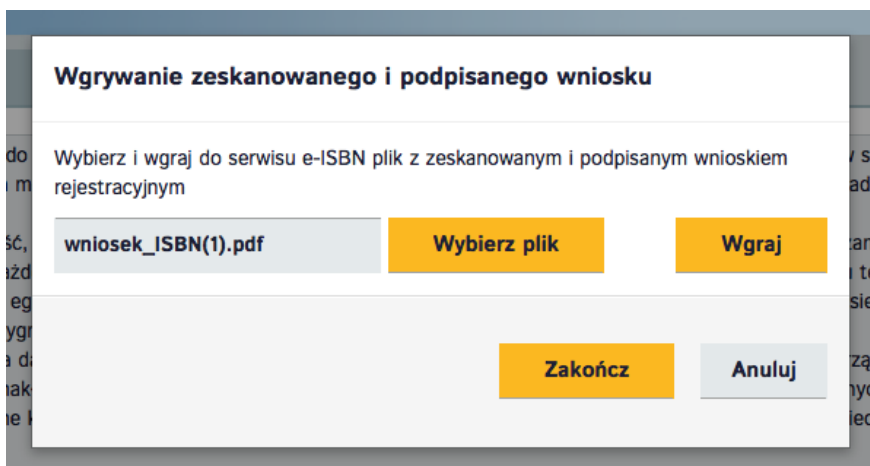 Wgrywanie zeskanowanego i podpisanego wniosku
Wybierz i wgraj do serwisu e-ISBN plik z zeskanowanym i podpisanym wnioskiem
rejestracyjnym
wniosek_ISBN(1).pdf Wybierz plik Wgraj
Zakończ Anuluj